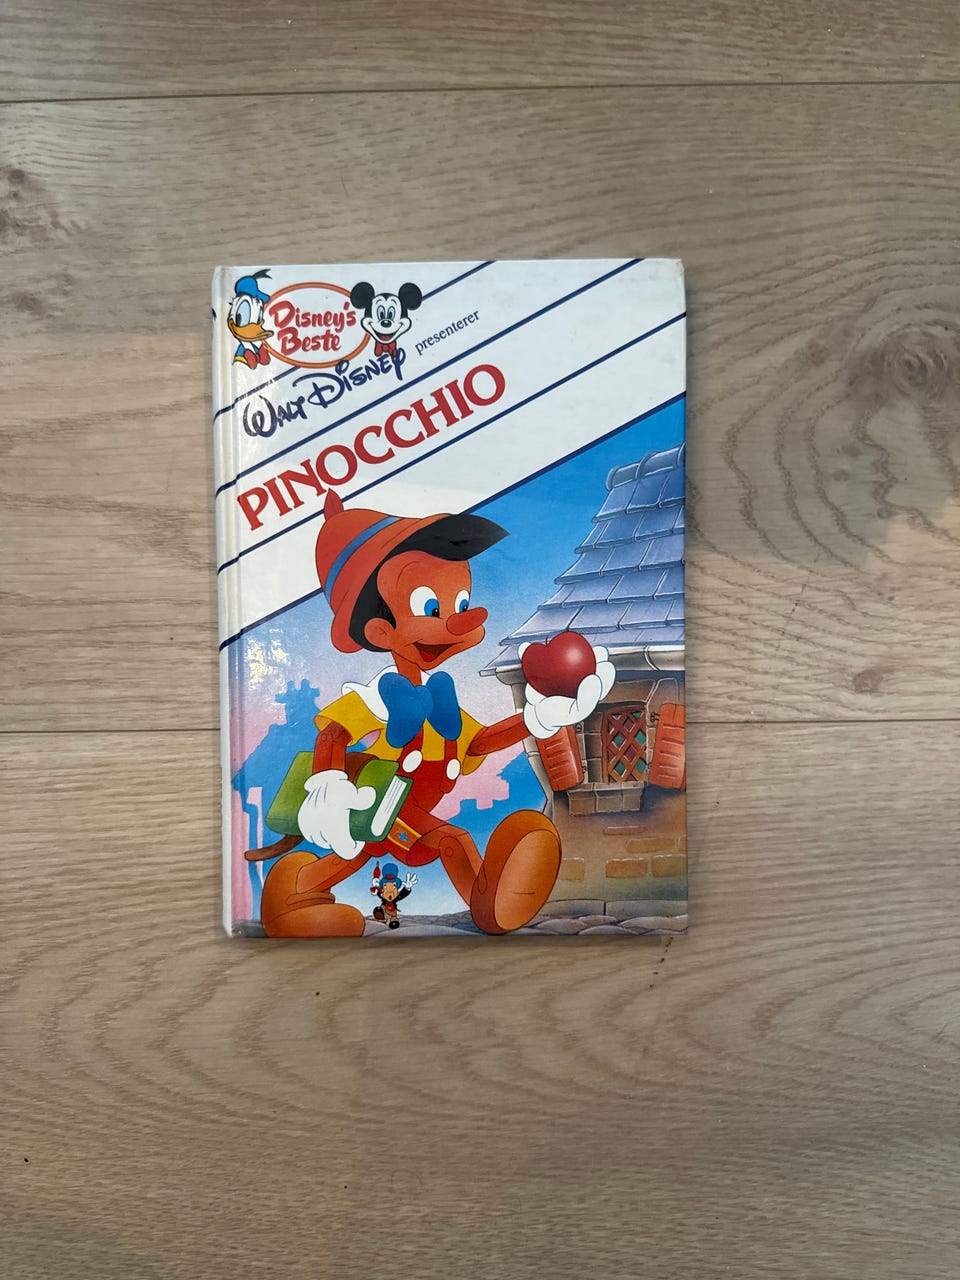 Disney's
Beste
WALT DISNEY presenterer
PINOCCHIO